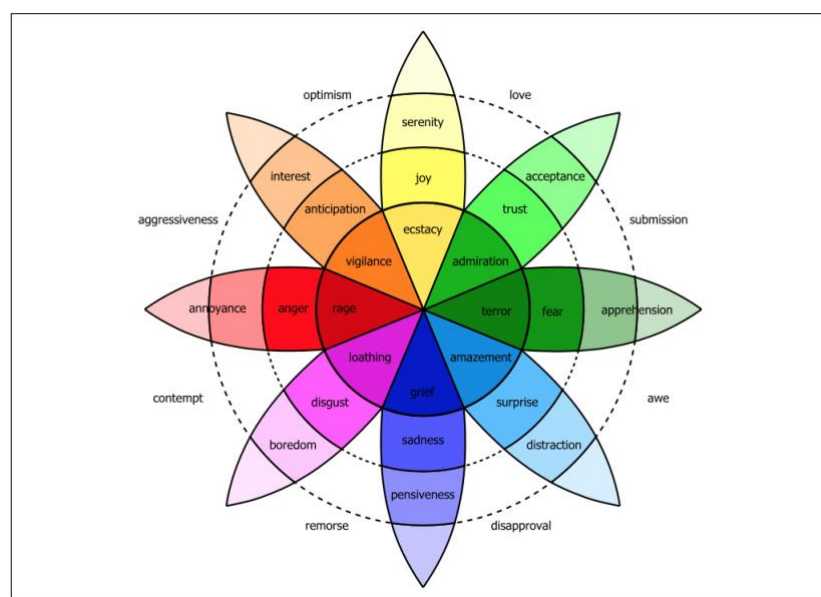 optimism
love
serenity
interest
acceptance
joy
anticipation
trust
aggressiveness
submission
ecstacy
vigilance
admiration
annoyance
anger
rage
terror
fear
apprehension
loathing
amazement
grief
contempt
disgust
surprise
awe
sadness
boredom
distraction
pensiveness
remorse
disapproval